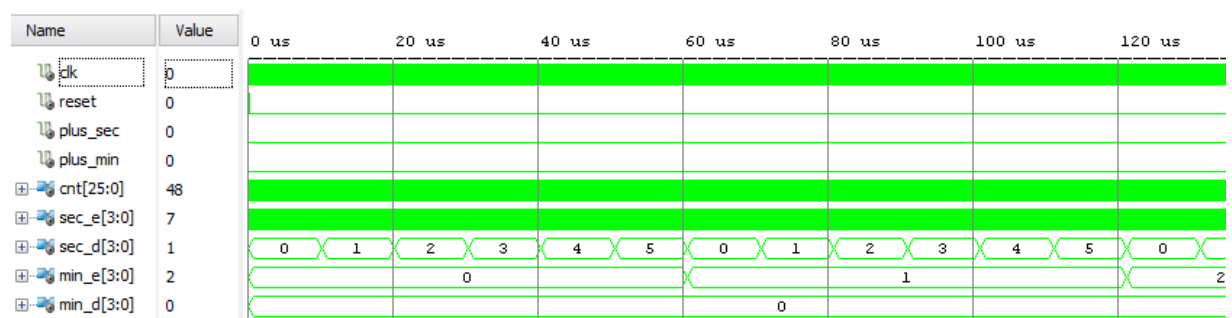 Name Value
0 us 20 us 40 us 60 us 80 us 100 us 120 us
clk 0
reset 0
plus_sec 0
plus_min 0
cnt[25:0] 48
sec_e[3:0] 7
sec_d[3:0] 1 0 1 2 3 4 5 0 1 2 3 4 5 0
min_e[3:0] 2 0 1 2
min_d[3:0] 0 0